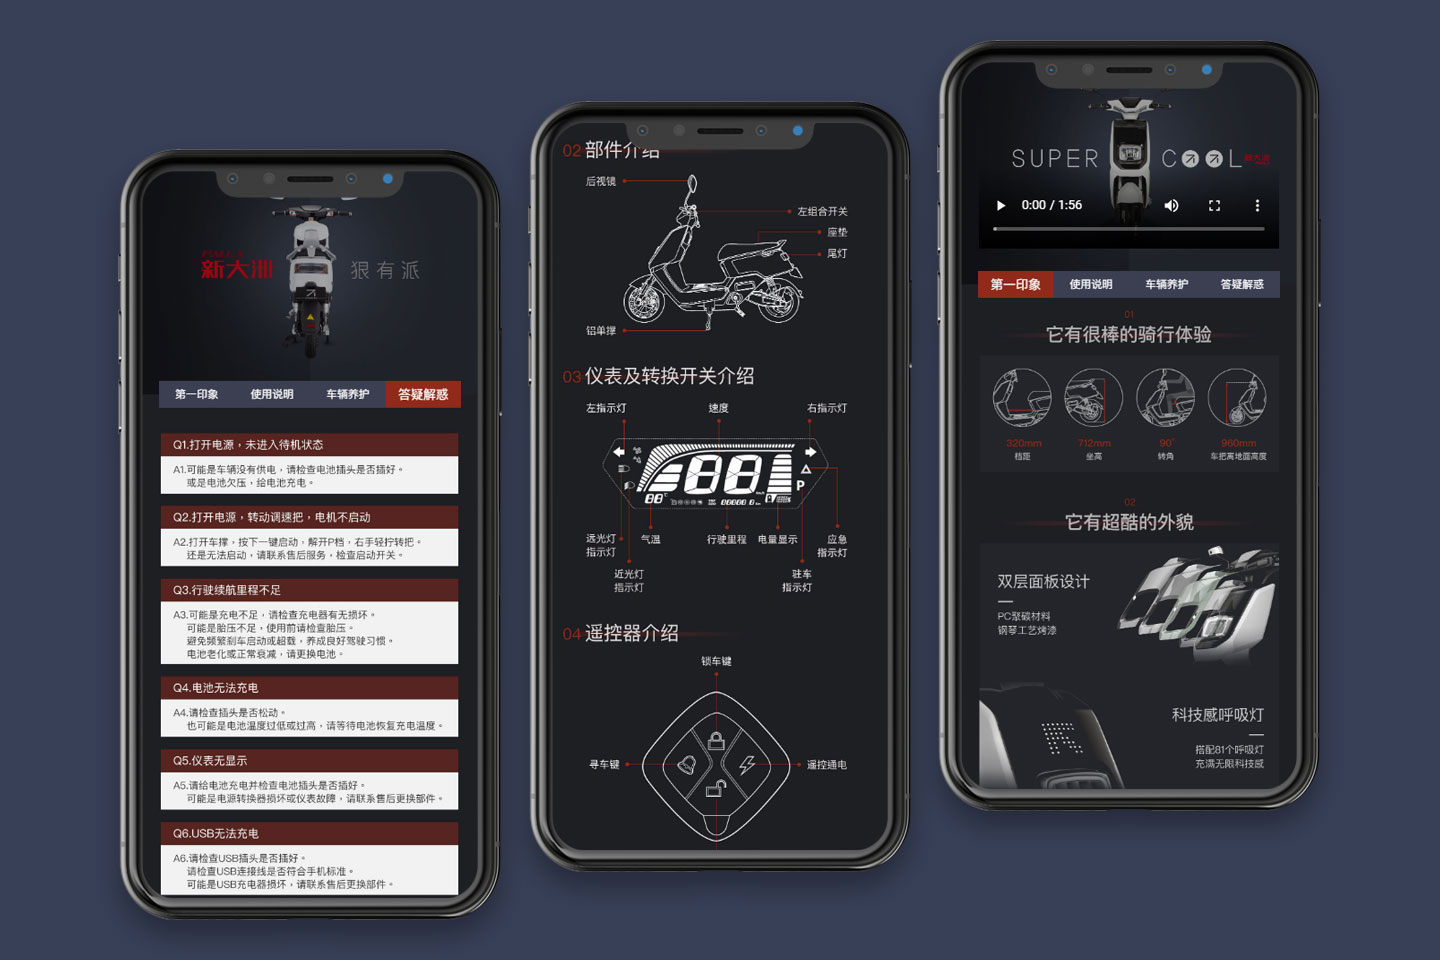 新大洲
狠有派
第一印象
使用说明
车辆养护
答疑解惑
Q1.打开电源，未进入待机状态
A1.可能是车辆没有供电，请检查电池插头是否插好。
或是电池欠压，给电池充电。
Q2.打开电源，转动调速把，电机不启动
A2.打开车撑，按下一键启动，解开P档，右手轻拧转把。
还是无法启动，请联系售后服务，检查启动开关。
Q3.行驶续航里程不足
A3.可能是充电不足，请检查充电器有无损坏。
可能是胎压不足，使用前请检查胎压。
避免频繁刹车启动或超载，养成良好驾驶习惯。
电池老化或正常衰减，请更换电池。
Q4.电池无法充电
A4.请检查插头是否松动。
也可能是电池温度过低或过高，请等待电池恢复充电温度。
Q5.仪表无显示
A5.请给电池充电并检查电池插头是否插好。
可能是电源转换器损坏或仪表故障，请联系售后更换部件。
Q6.USB无法充电
A6.请检查USB插头是否插好。
请检查USB连接线是否符合手机标准。
可能是USB充电器损坏，请联系售后更换部件。
02 部件介绍
后视镜
左组合开关
座垫
尾灯
铝单撑
03 仪表及转换开关介绍
左指示灯
速度
右指示灯
88
P
88
远光灯
指示灯
气温
行驶里程
电量显示
应急
指示灯
近光灯
指示灯
驻车
指示灯
04 遥控器介绍
锁车键
寻车键
遥控通电
SUPER COOL
新大洲
0:00 / 1:56
第一印象
使用说明
车辆养护
答疑解惑
01
它有很棒的骑行体验
320mm
712mm
90°
960mm
裆距
坐高
转角
车把离地面高度
02
它有超酷的外貌
双层面板设计
PC聚碳材料
钢琴工艺烤漆
科技感呼吸灯
搭配81个呼吸灯
充满无限科技感